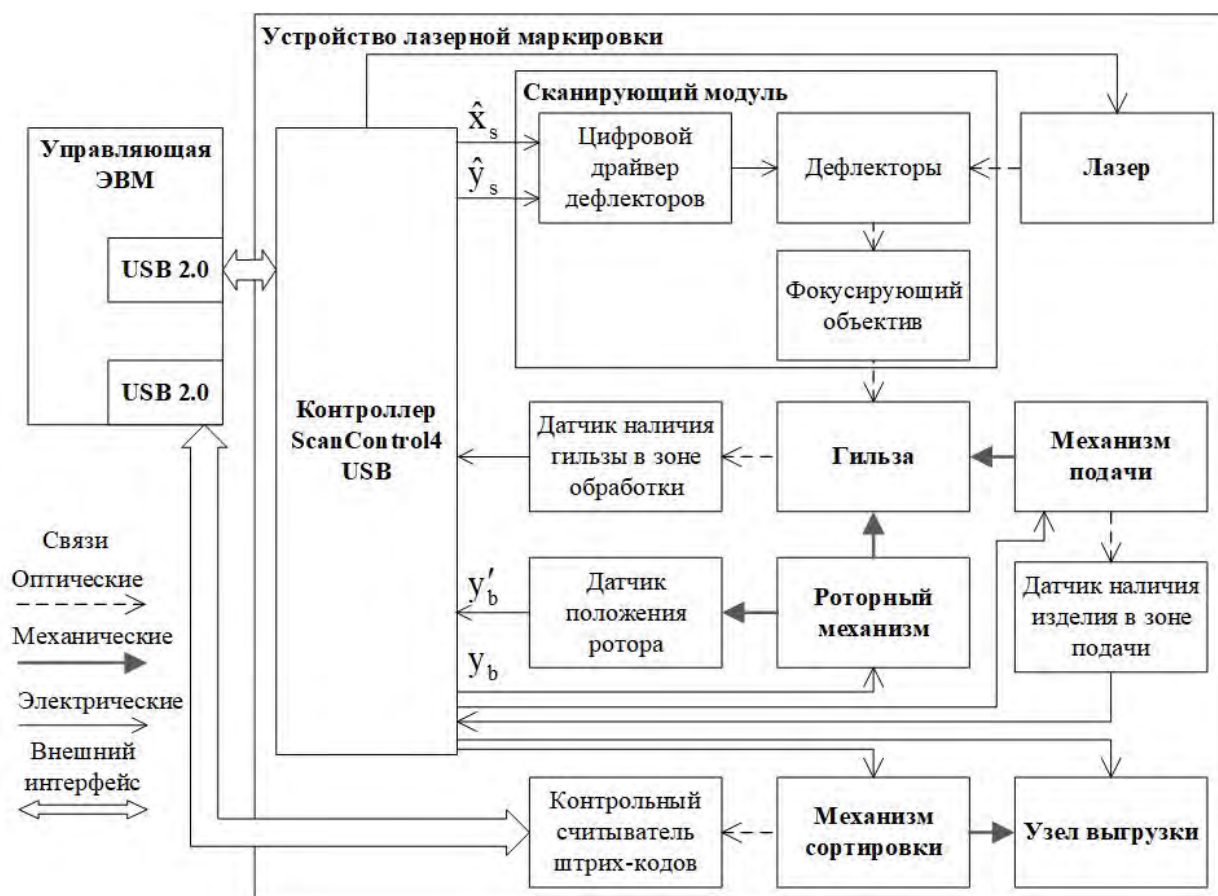 Устройство лазерной маркировки
Сканирующий модуль
Управляющая
ЭВМ
USB 2.0
USB 2.0
Контроллер
ScanControl4
USB
x̂s
ŷs
Цифровой
драйвер
дефлекторов
Дефлекторы
Лазер
Фокусирующий
объектив
Датчик наличия
гильзы в зоне
обработки
Гильза
Механизм
подачи
y′b
yb
Датчик
положения
ротора
Роторный
механизм
Датчик наличия
изделия в зоне
подачи
Контрольный
считыватель
штрих-кодов
Механизм
сортировки
Узел выгрузки
Связи
Оптические
Механические
Электрические
Внешний
интерфейс